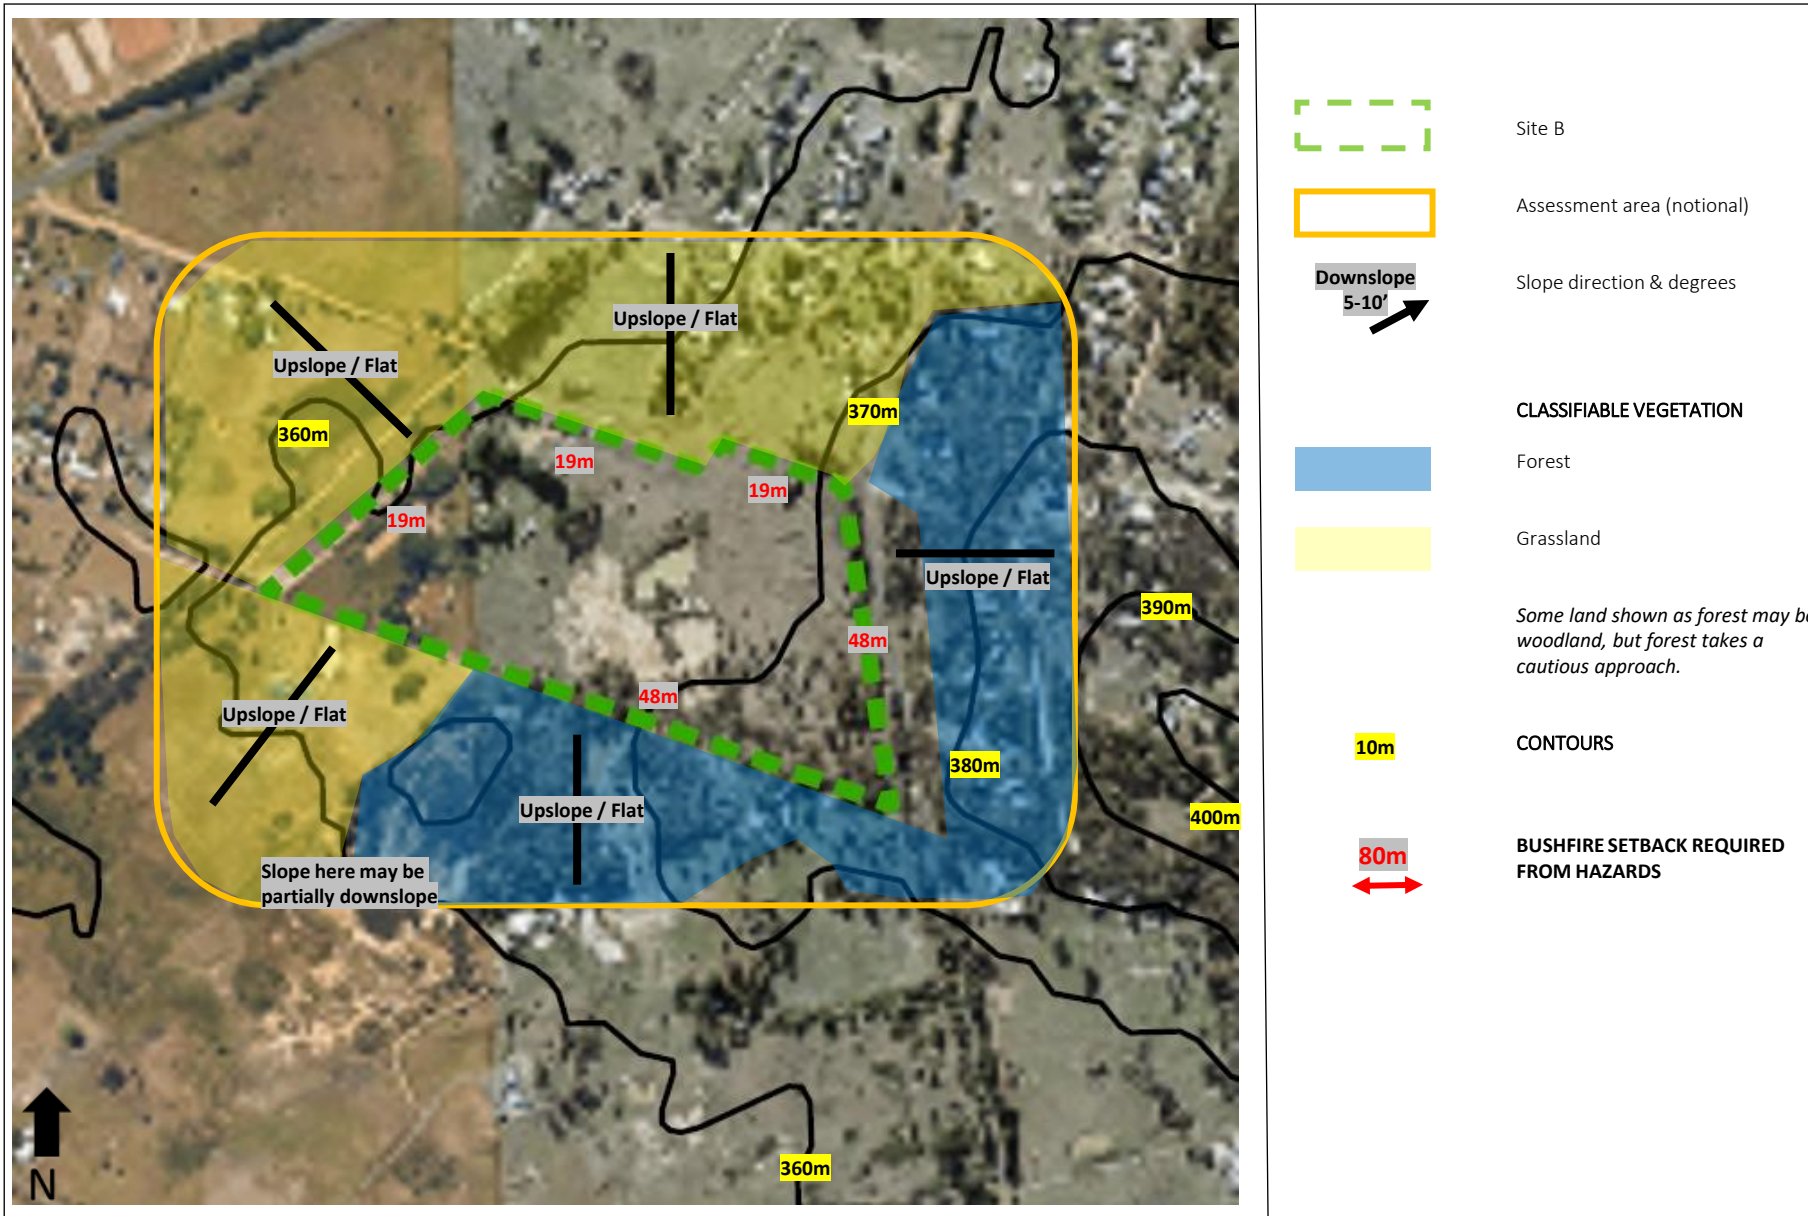 Upslope / Flat
Upslope / Flat
370m
360m
19m
19m
19m
Upslope / Flat
390m
48m
48m
Upslope / Flat
380m
Upslope / Flat
400m
Slope here may be
partially downslope
360m
N
Site B
Assessment area (notional)
Downslope
5-10'
Slope direction & degrees
CLASSIFIABLE VEGETATION
Forest
Grassland
Some land shown as forest may be
woodland, but forest takes a
cautious approach.
10m
CONTOURS
80m
BUSHFIRE SETBACK REQUIRED
FROM HAZARDS